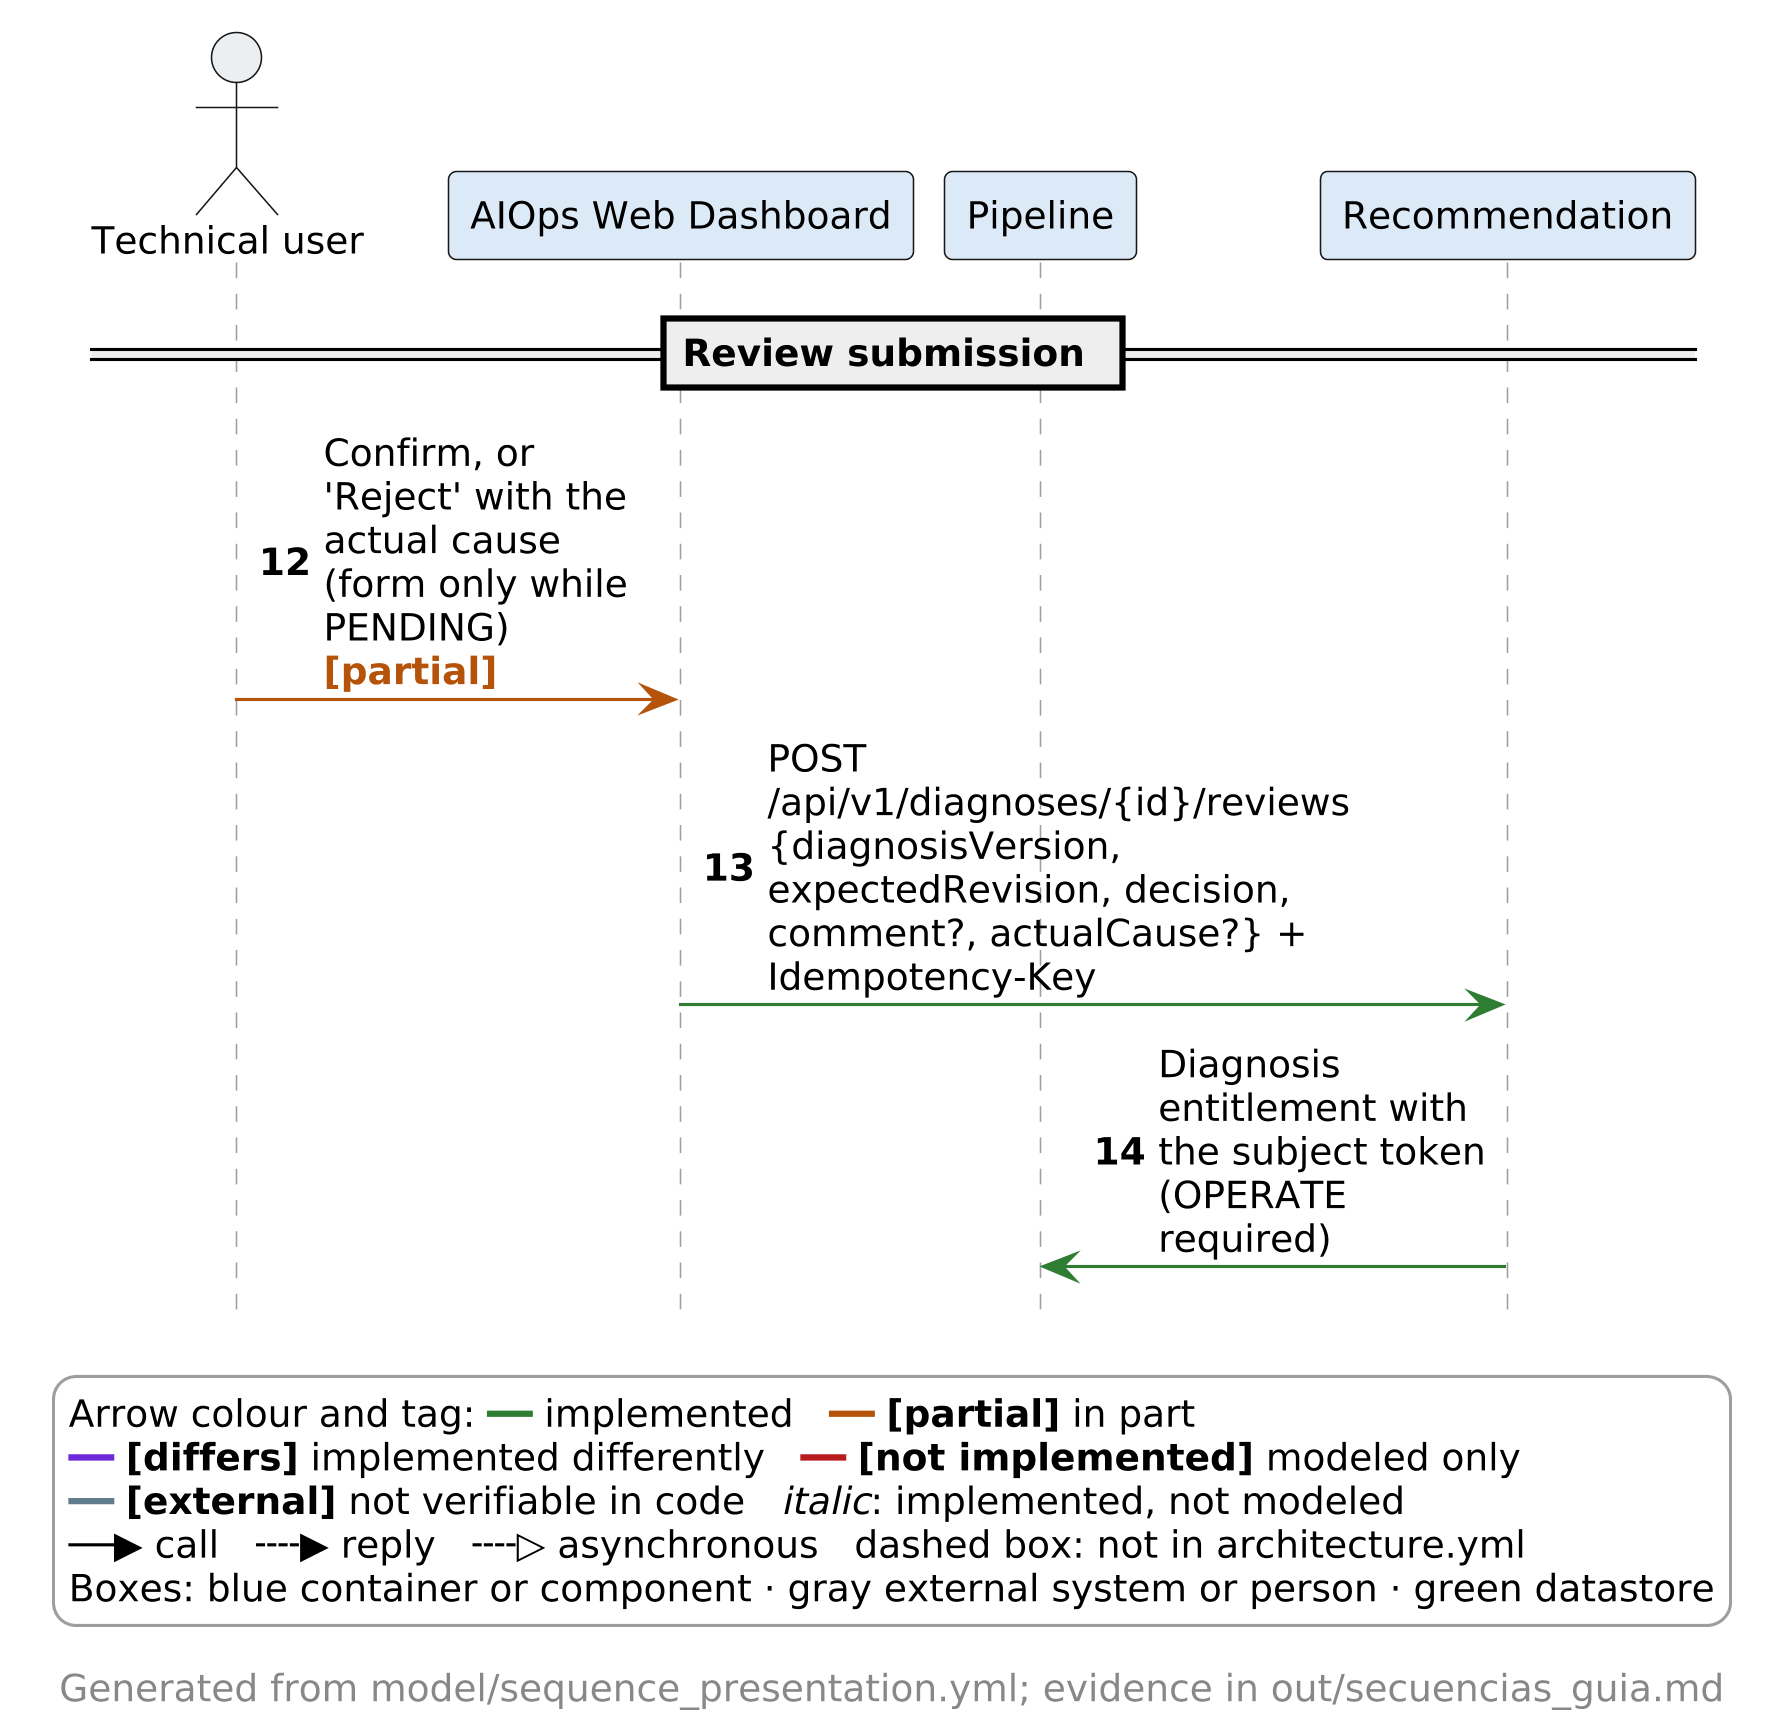 Technical user
AIOps Web Dashboard
Pipeline
Recommendation
Review submission
12
Confirm, or
'Reject' with the
actual cause
(form only while
PENDING)
[partial]
13
POST
/api/v1/diagnoses/{id}/reviews
{diagnosisVersion,
expectedRevision, decision,
comment?, actualCause?} +
Idempotency-Key
14
Diagnosis
entitlement with
the subject token
(OPERATE
required)
Arrow colour and tag: implemented [partial] in part
[differs] implemented differently [not implemented] modeled only
[external] not verifiable in code italic: implemented, not modeled
call reply asynchronous dashed box: not in architecture.yml
Boxes: blue container or component · gray external system or person · green datastore
Generated from model/sequence_presentation.yml; evidence in out/secuencias_guia.md